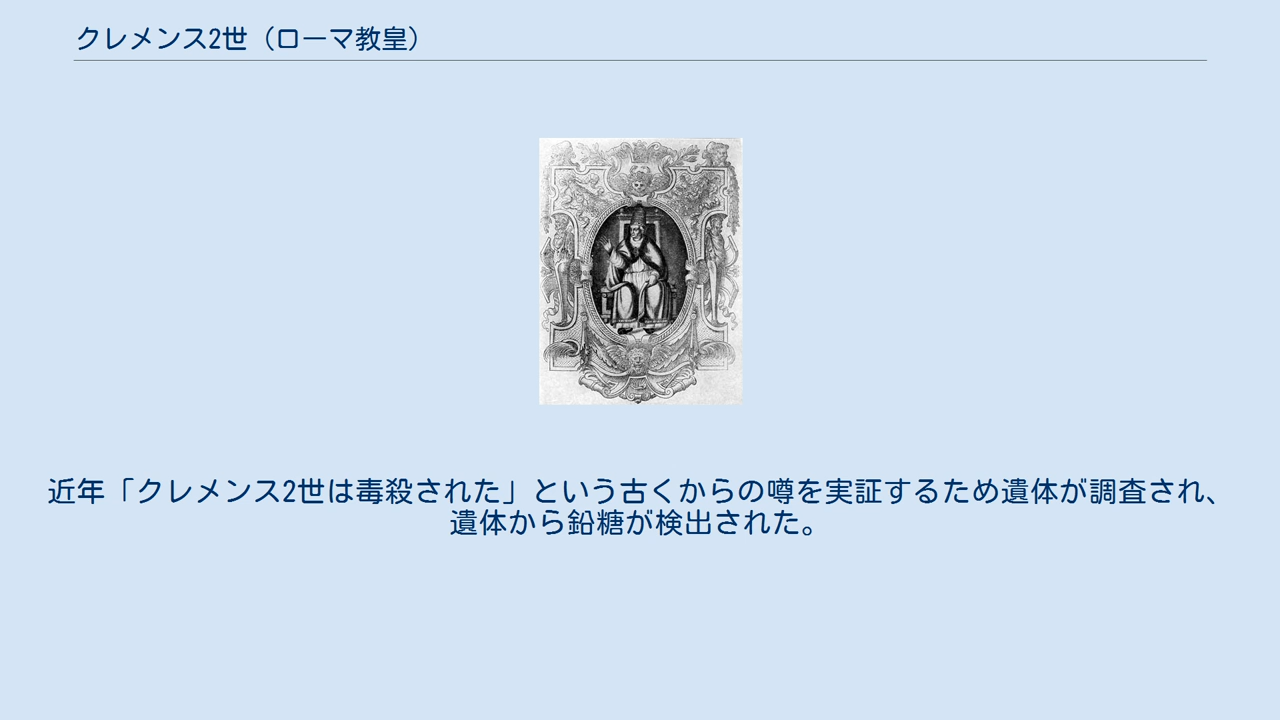 クレメンス2世（ローマ教皇）
近年「クレメンス2世は毒殺された」という古くからの噂を実証するため遺体が調査され、
遺体から鉛糖が検出された。